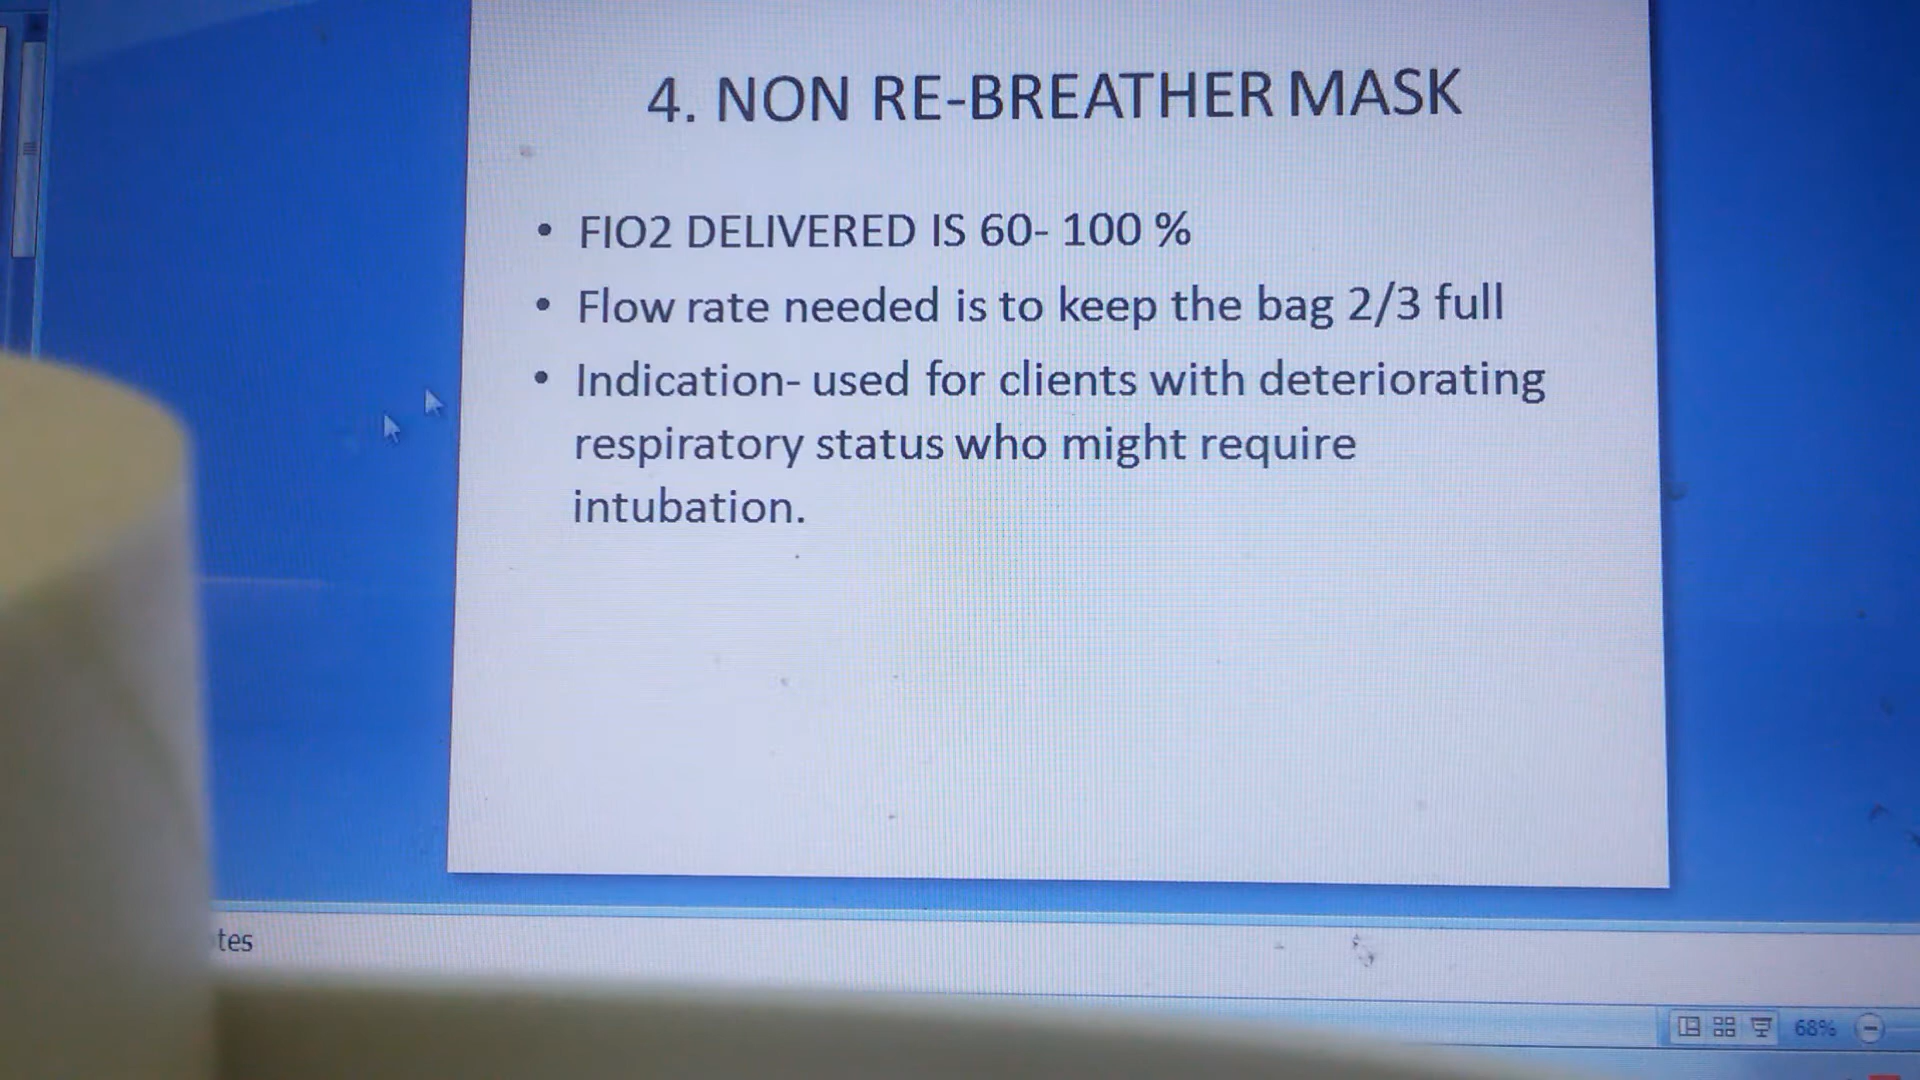 4. NON RE-BREATHER MASK
• FIO2 DELIVERED IS 60- 100 %
• Flow rate needed is to keep the bag 2/3 full
• Indication- used for clients with deteriorating
respiratory status who might require
intubation.
tes
68%